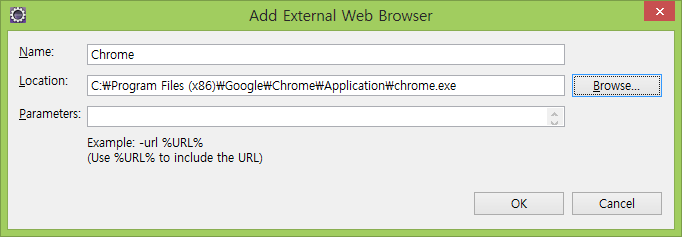 Add External Web Browser
Name: Chrome
Location: C:₩Program Files (x86)₩Google₩Chrome₩Application₩chrome.exe Browse...
Parameters:
Example: -url %URL%
(Use %URL% to include the URL)
OK Cancel